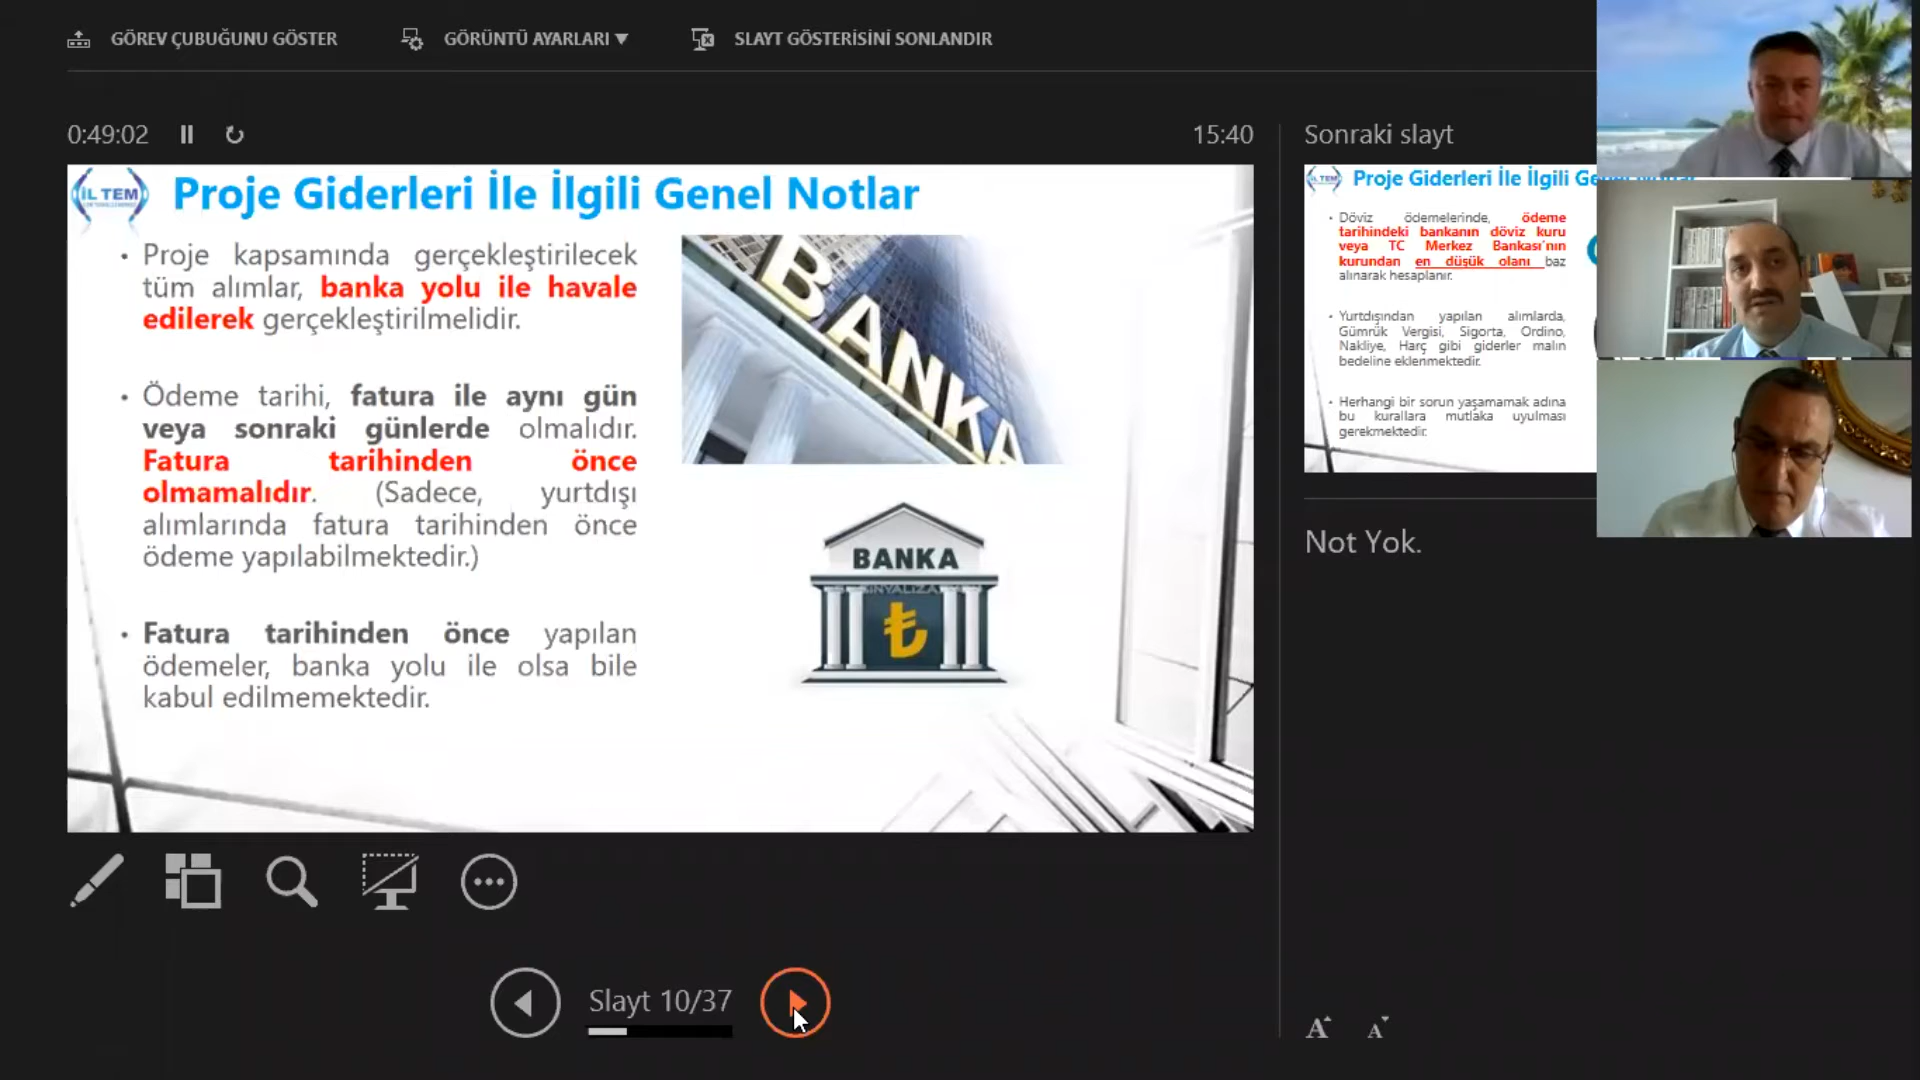 GÖREV ÇUBUĞUNU GÖSTER
GÖRÜNTÜ AYARLARI ▼
SLAYT GÖSTERİSİNİ SONLANDIR
0:49:02
15:40
İL TEM
Proje Giderleri İle İlgili Genel Notlar
• Proje kapsamında gerçekleştirilecek
tüm alımlar, banka yolu ile havale
edilerek gerçekleştirilmelidir.
• Ödeme tarihi, fatura ile aynı gün
veya sonraki günlerde olmalıdır.
Fatura tarihinden önce
olmamalıdır. (Sadece, yurtdışı
alımlarında fatura tarihinden önce
ödeme yapılabilmektedir.)
• Fatura tarihinden önce yapılan
ödemeler, banka yolu ile olsa bile
kabul edilmemektedir.
BANKA
BANKA
₺
Slayt 10/37
Sonraki slayt
İL TEM
Proje Giderleri İle İlgili
• Döviz ödemelerinde, ödeme
tarihindeki bankanın döviz kuru
veya TC Merkez Bankası'nın
kurundan en düşük olanı baz
alınarak hesaplanır.
• Yurtdışından yapılan alımlarda,
Gümrük Vergisi, Sigorta, Ordino,
Nakliye, Harç gibi giderler malın
bedeline eklenmektedir.
• Herhangi bir sorun yaşamamak adına
bu kurallara mutlaka uyulması
gerekmektedir.
Not Yok.
A A